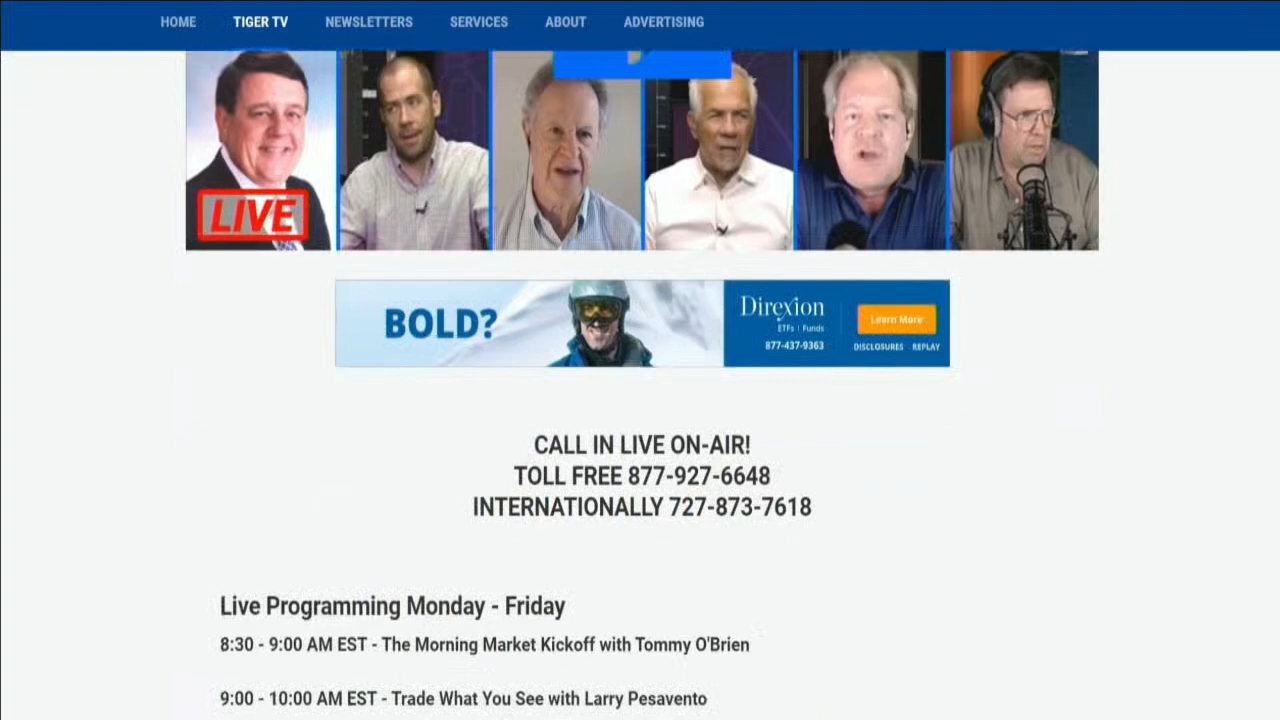 HOME TIGER TV NEWSLETTERS SERVICES ABOUT ADVERTISING
LIVE
BOLD?
Direxion
ETFs | Funds
877-437-9363
Learn More
DISCLOSURES REPLAY
CALL IN LIVE ON-AIR!
TOLL FREE 877-927-6648
INTERNATIONALLY 727-873-7618
Live Programming Monday - Friday
8:30 - 9:00 AM EST - The Morning Market Kickoff with Tommy O'Brien
9:00 - 10:00 AM EST - Trade What You See with Larry Pesavento